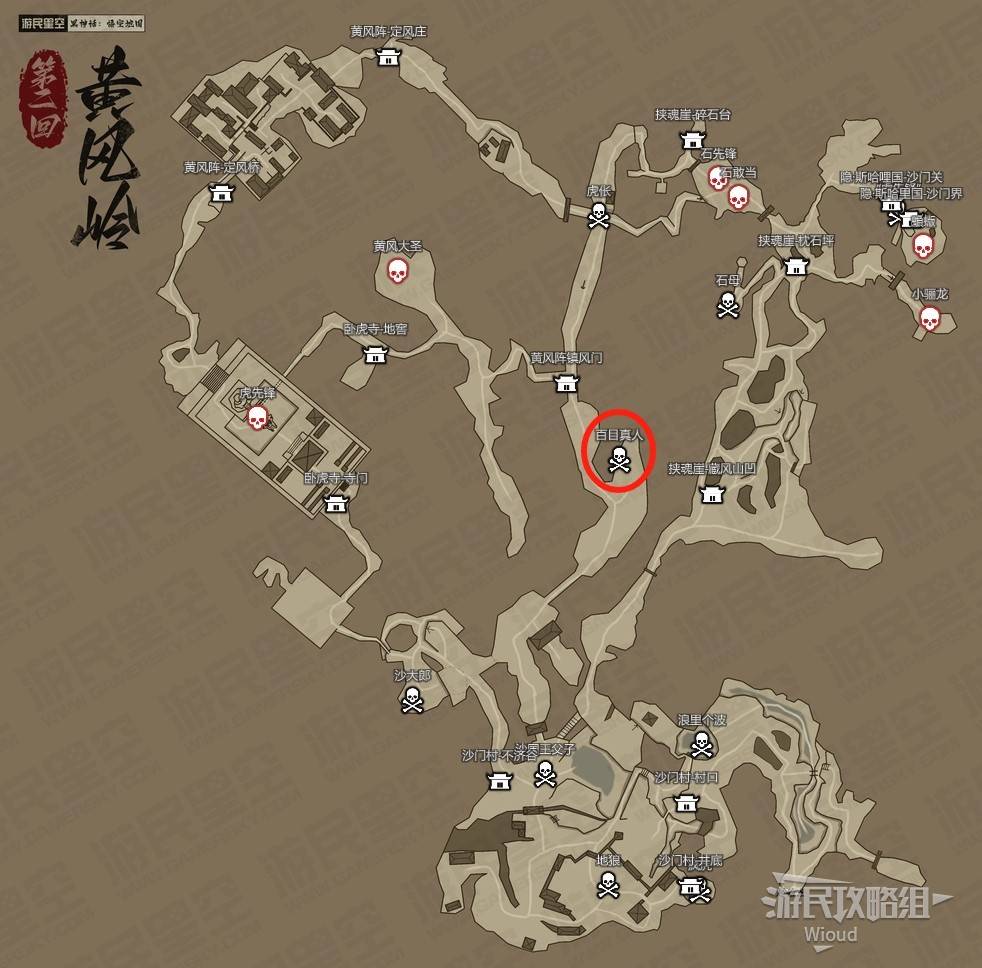 游民星空 黑神话：悟空地图
第二回
黄风岭
黄风阵-定风庄
挟魂崖-碎石台
石先锋
石敢当
黄风阵-定风桥
隐·斯哈哩国-沙门关
隐·斯哈里国-沙门界
虎伥
蝜蝂
黄风大圣
挟魂崖-枕石坪
石母
小骊龙
卧虎寺-地窖
黄风阵镇风门
虎先锋
百目真人
挟魂崖-藏风山凹
卧虎寺-寺门
沙大郎
浪里个波
沙门村-不济谷
沙国王父子
沙门村-村口
地狼
沙门村-井底
游民攻略组
Wioud